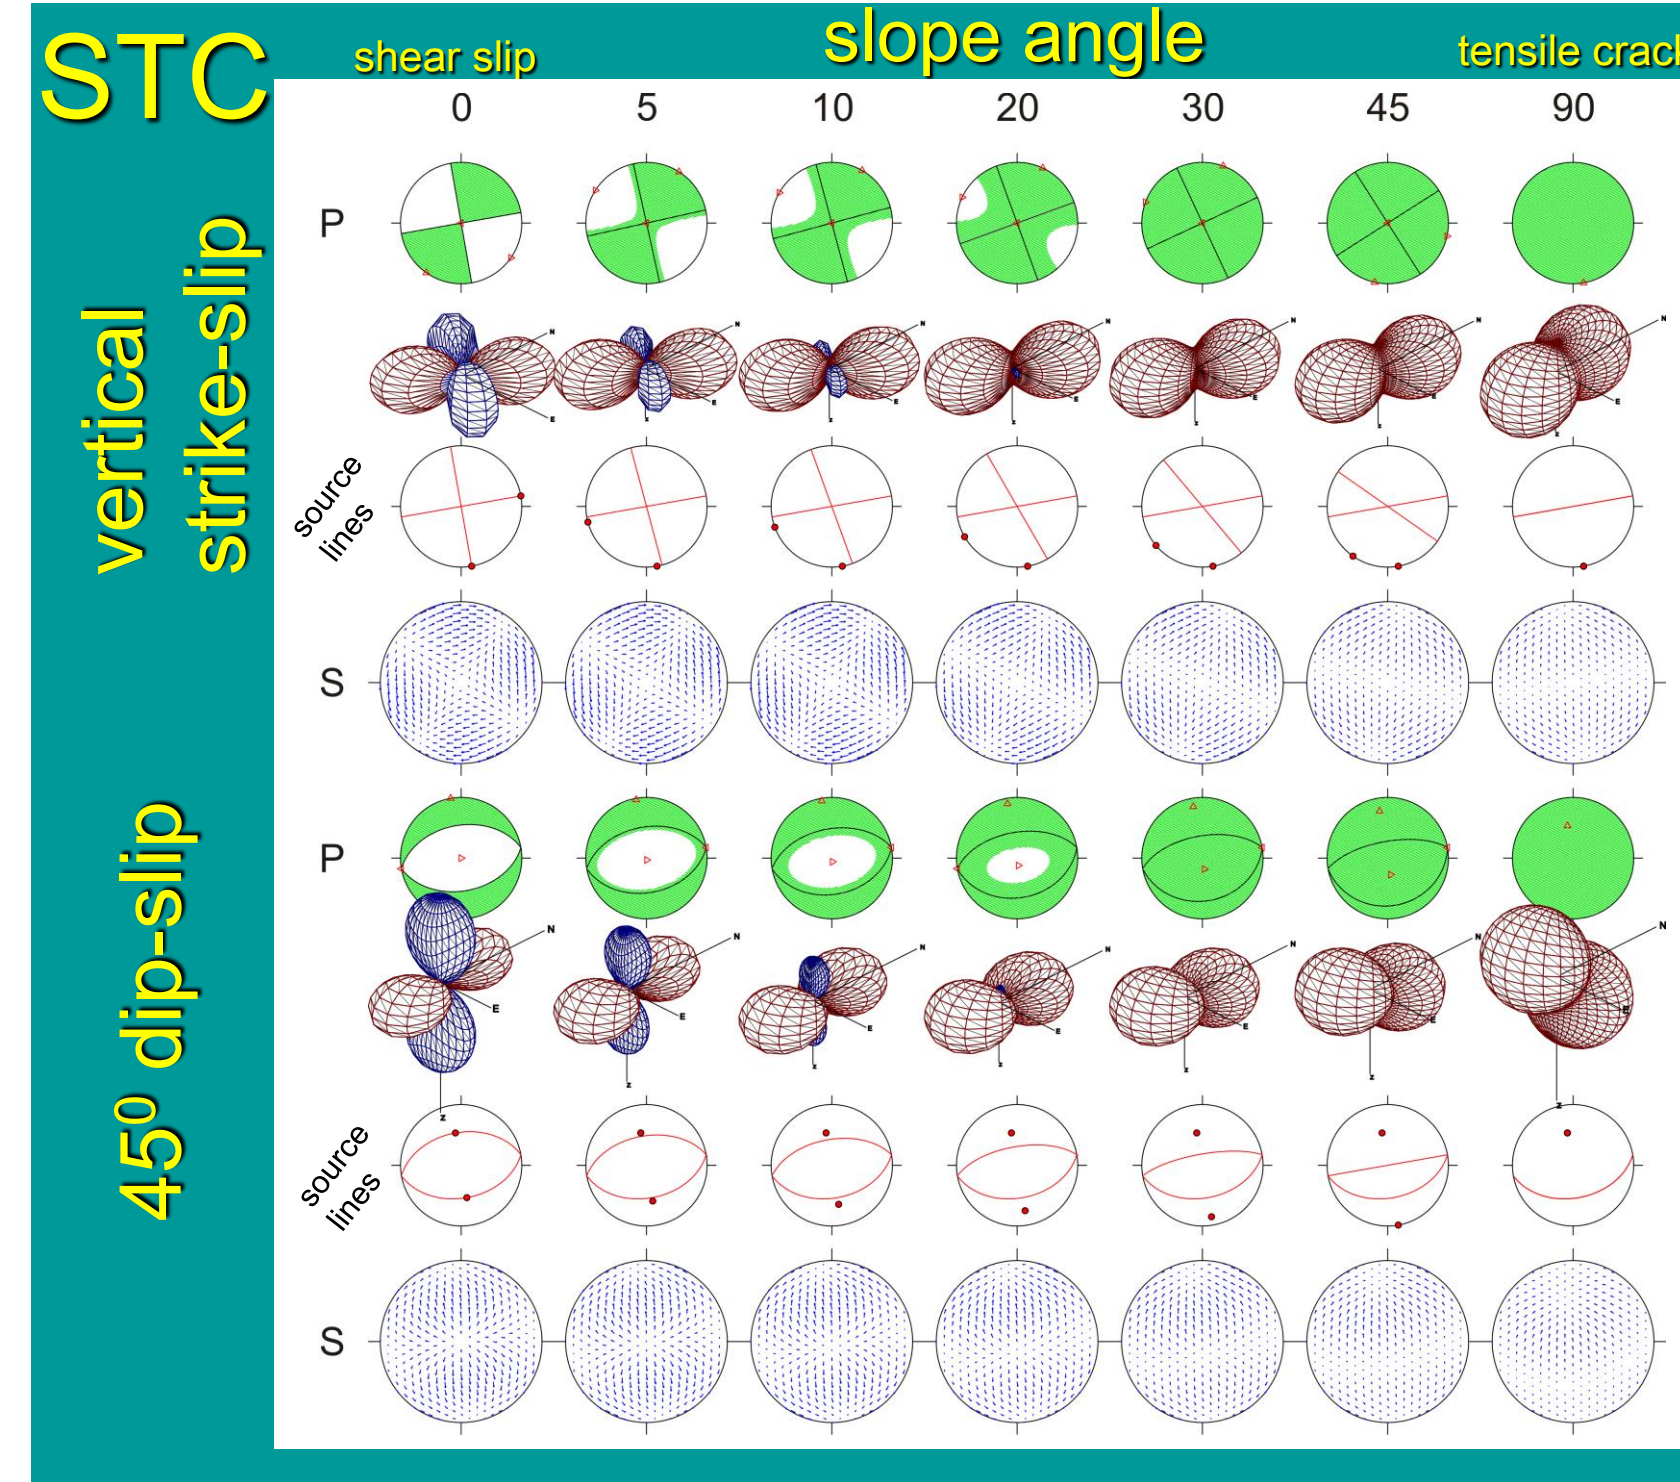 STC
shear slip
slope angle
tensile crack
0 5 10 20 30 45 90
vertical
strike-slip
P
N N N N N N N
E E E E E E E
z z z z z z z
source
lines
S
45⁰ dip-slip
P
N N N N N N N
E E E E E E E
z z z z z z z
source
lines
S